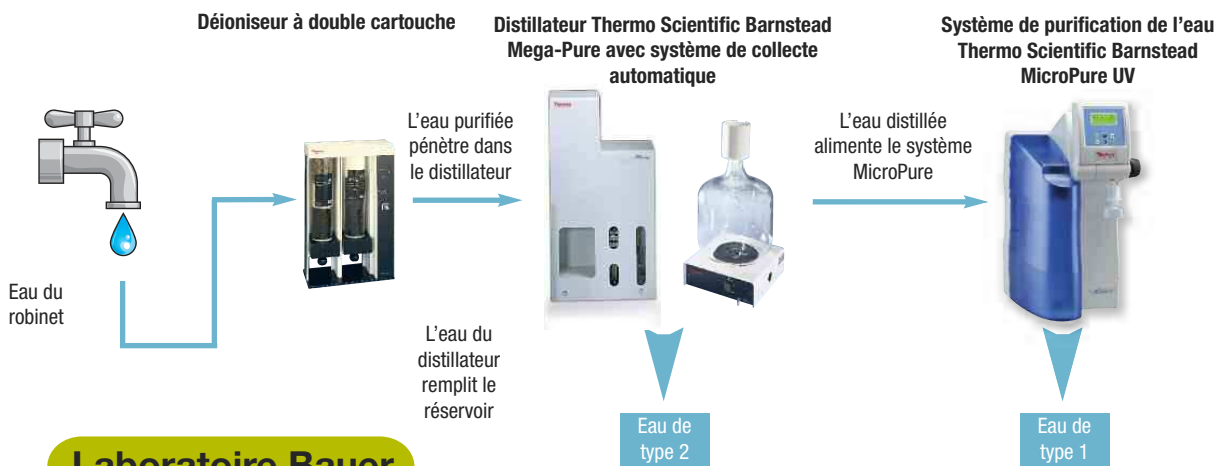 Déioniseur à double cartouche
Distillateur Thermo Scientific Barnstead
Mega-Pure avec système de collecte
automatique
Système de purification de l'eau
Thermo Scientific Barnstead
MicroPure UV
L'eau purifiée
pénètre dans
le distillateur
L'eau distillée
alimente le système
MicroPure
Eau du
robinet
L'eau du
distillateur
remplit le
réservoir
Eau de
type 2
Eau de
type 1
Laboratoire Bauer